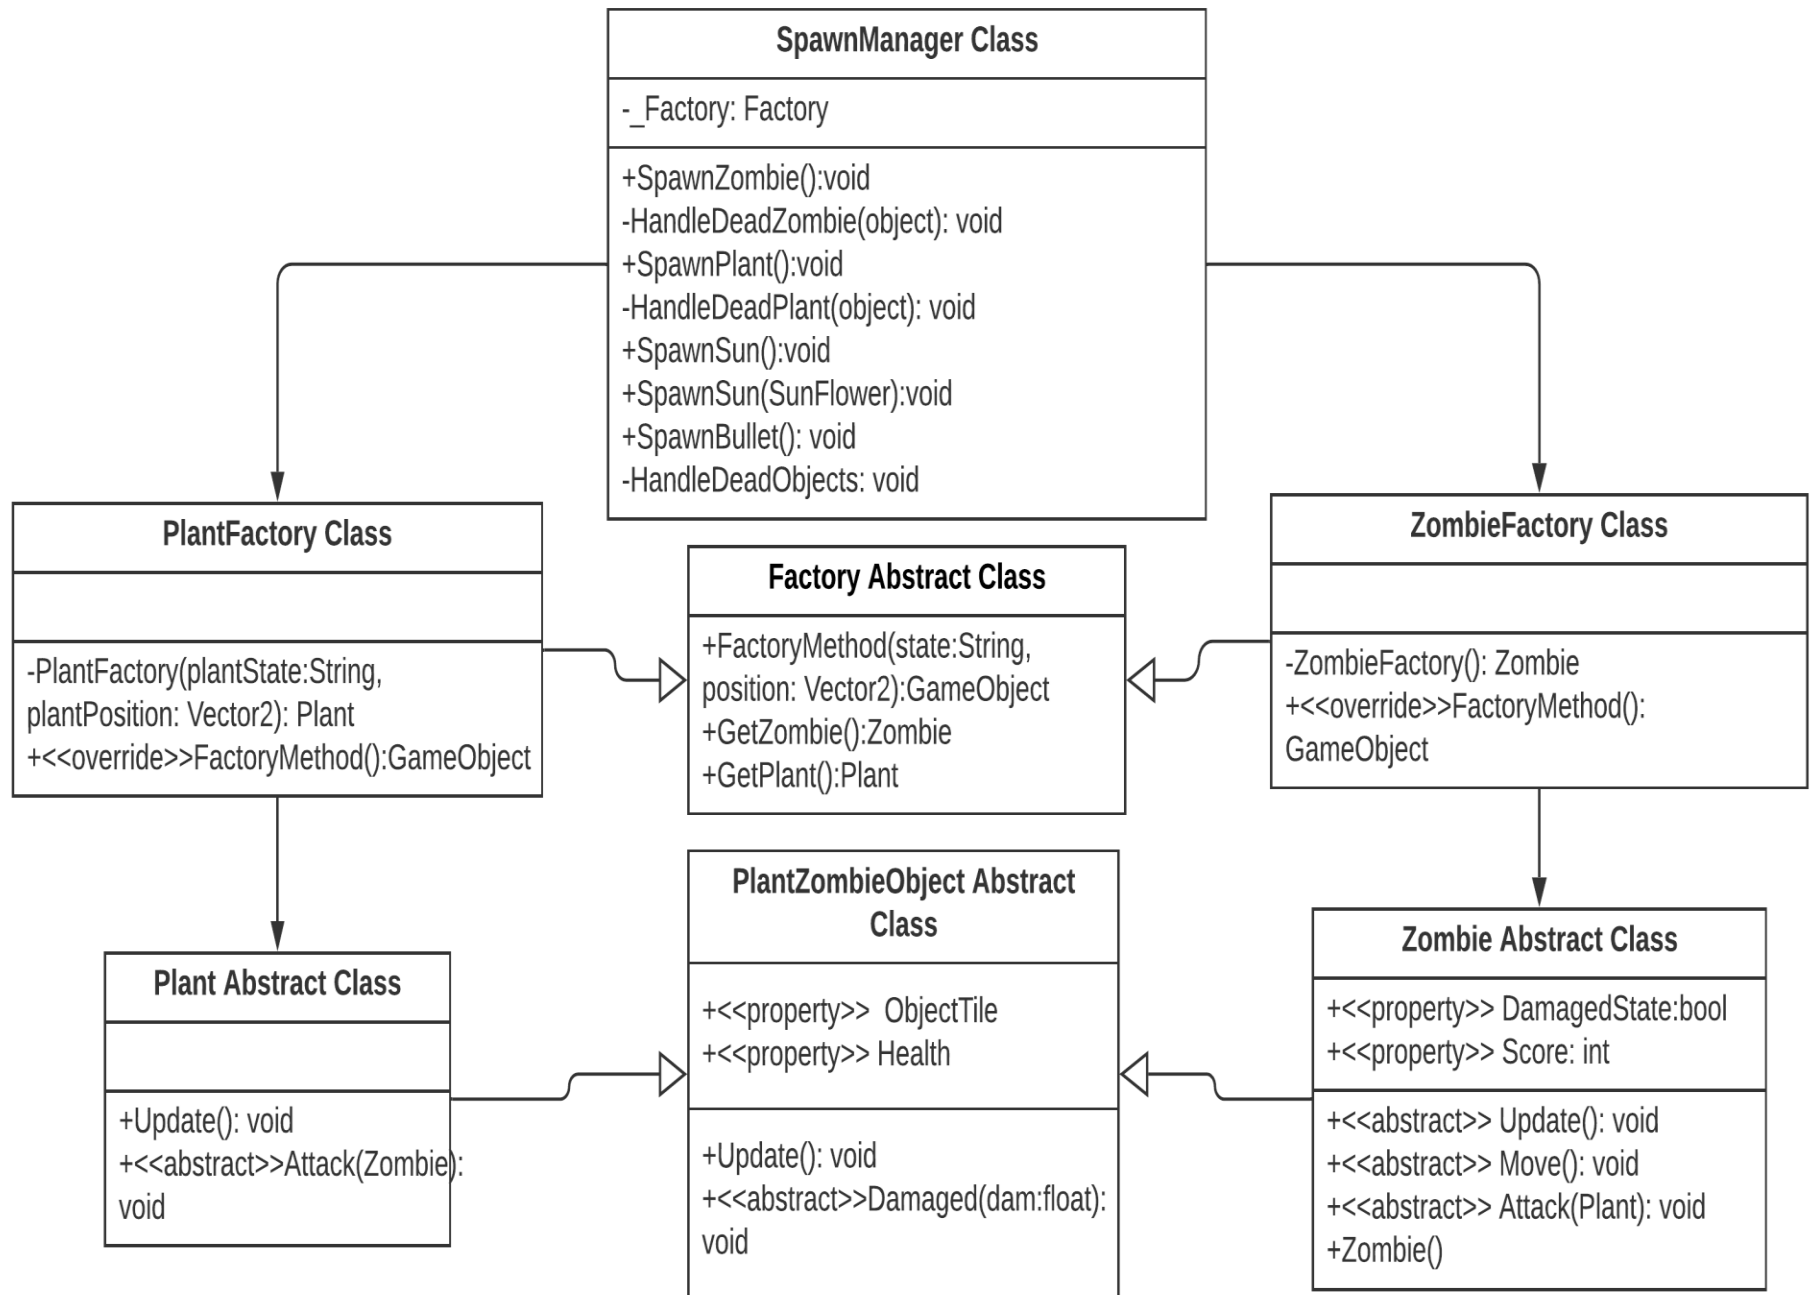 SpawnManager Class
-_Factory: Factory
+SpawnZombie():void
-HandleDeadZombie(object): void
+SpawnPlant():void
-HandleDeadPlant(object): void
+SpawnSun():void
+SpawnSun(SunFlower):void
+SpawnBullet(): void
-HandleDeadObjects: void
PlantFactory Class
-PlantFactory(plantState:String,
plantPosition: Vector2): Plant
+<<override>>FactoryMethod():GameObject
Factory Abstract Class
+FactoryMethod(state:String,
position: Vector2):GameObject
+GetZombie():Zombie
+GetPlant():Plant
ZombieFactory Class
-ZombieFactory(): Zombie
+<<override>>FactoryMethod():
GameObject
Plant Abstract Class
+Update(): void
+<<abstract>>Attack(Zombie):
void
PlantZombieObject Abstract
Class
+<<property>>  ObjectTile
+<<property>> Health
+Update(): void
+<<abstract>>Damaged(dam:float):
void
Zombie Abstract Class
+<<property>> DamagedState:bool
+<<property>> Score: int
+<<abstract>> Update(): void
+<<abstract>> Move(): void
+<<abstract>> Attack(Plant): void
+Zombie()